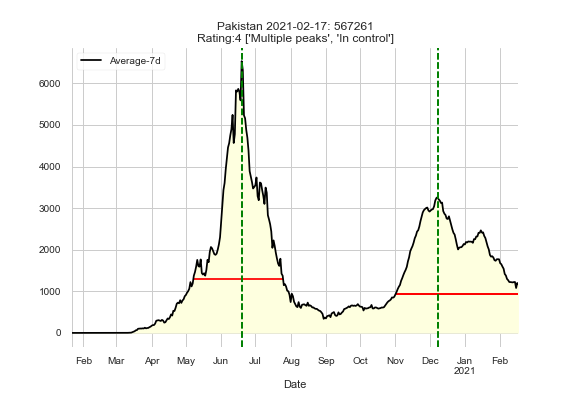 Pakistan 2021-02-17: 567261
Rating:4 ['Multiple peaks', 'In control']
Average-7d
6000
5000
4000
3000
2000
1000
0
Feb Mar Apr May Jun Jul Aug Sep Oct Nov Dec Jan Feb
2021
Date